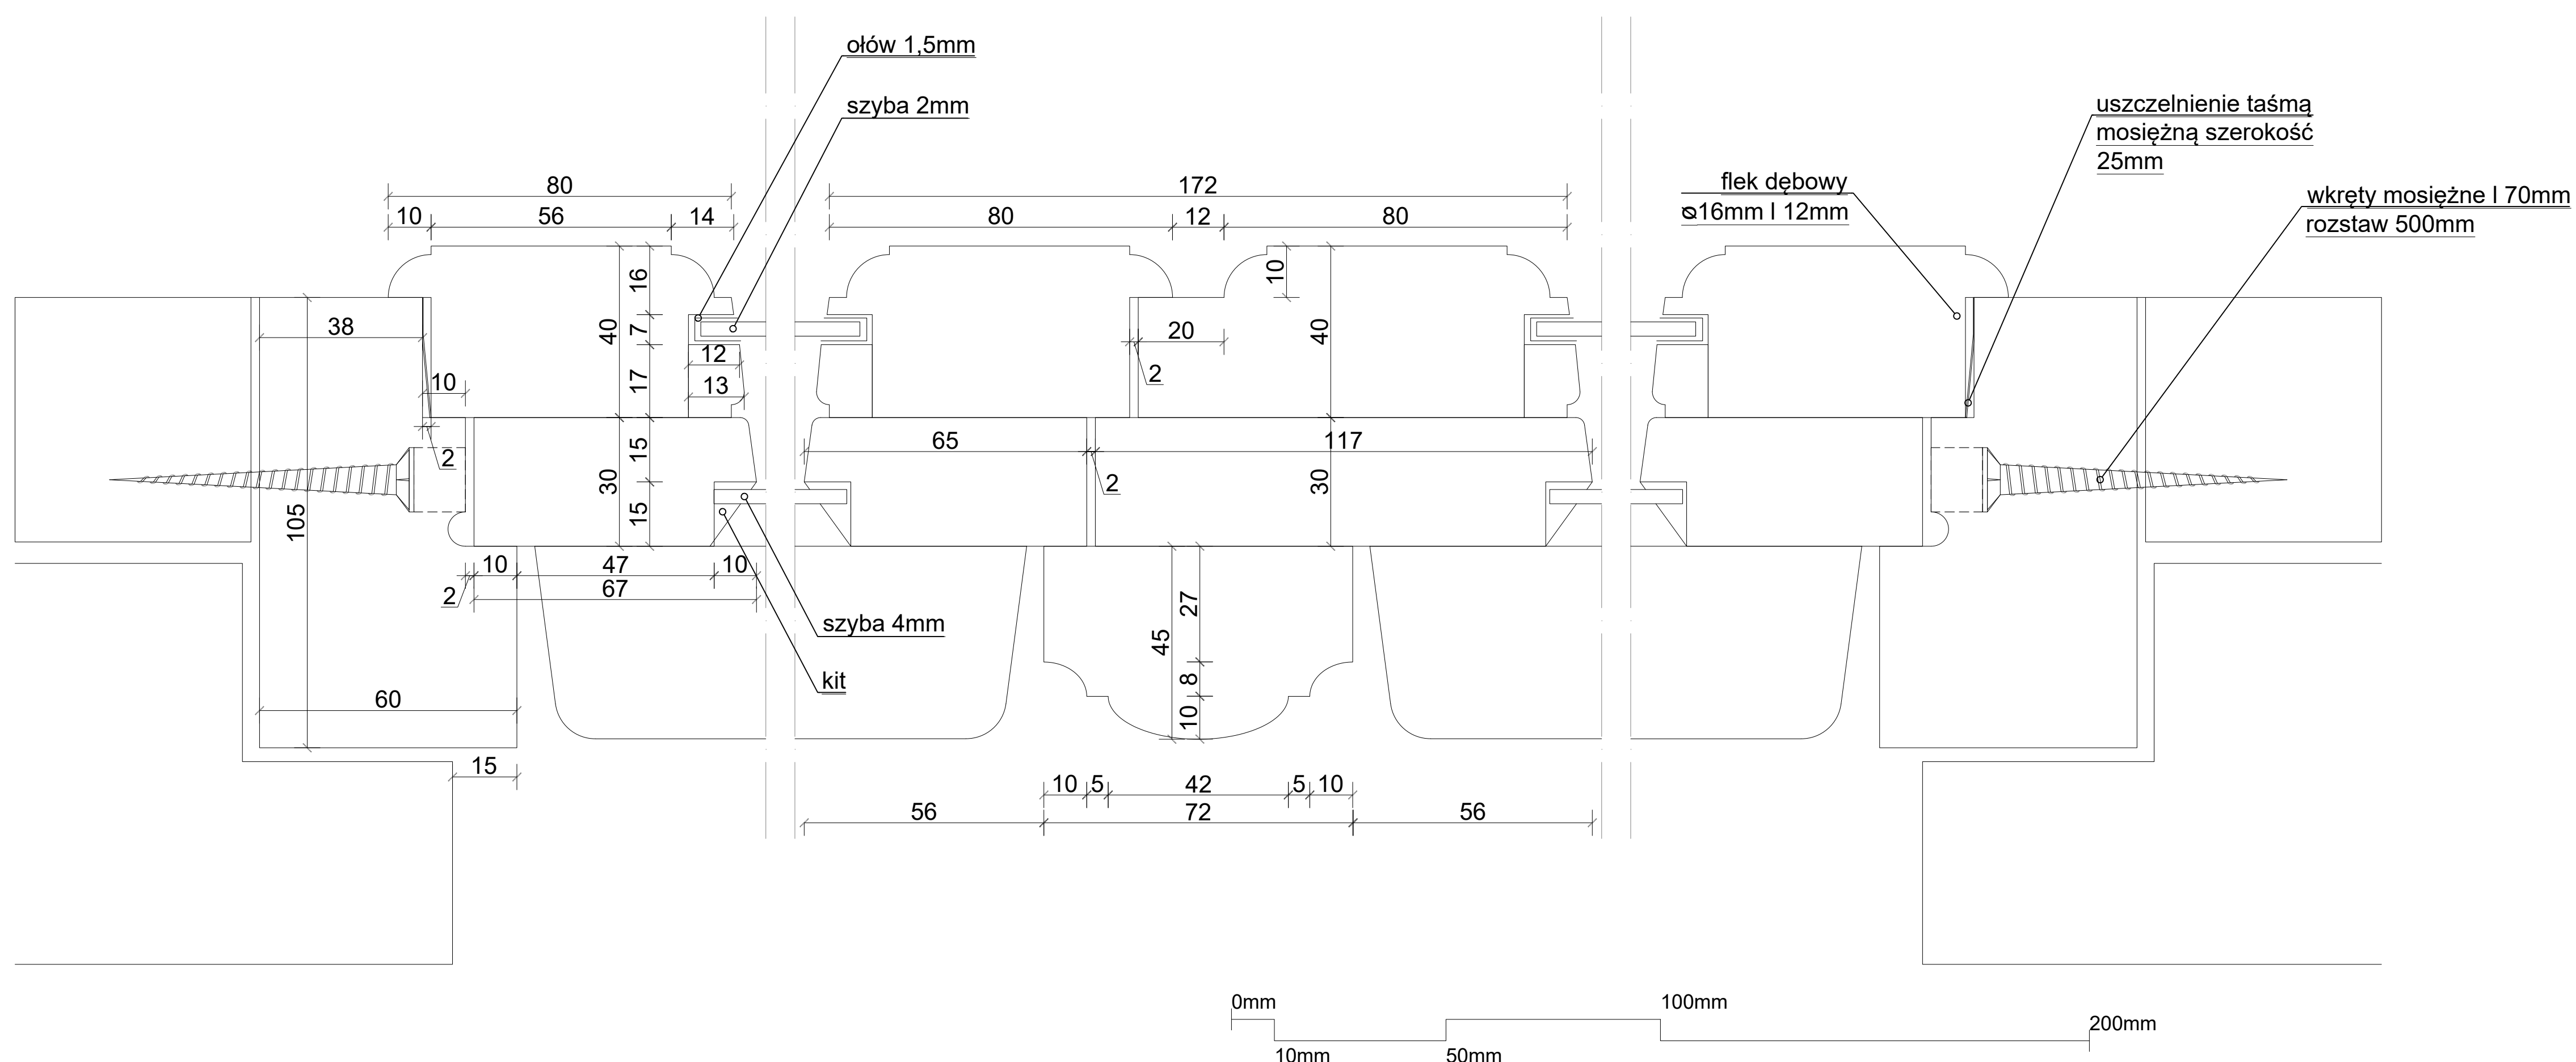 ołów 1,5mm
szyba 2mm
uszczelnienie taśmą
mosiężną szerokość
25mm
flek dębowy
⌀16mm l 12mm
wkręty mosiężne l 70mm
rozstaw 500mm
80
172
10 56 14
80 12 80
16
10
40
7
38
20
40
12
2
10
17
13
65
117
15
2
30
2
30
15
105
10 47 10
2
67
szyba 4mm
27
45
kit
8
60
10
15
10 5 42 5 10
56 72 56
0mm
100mm
200mm
10mm
50mm